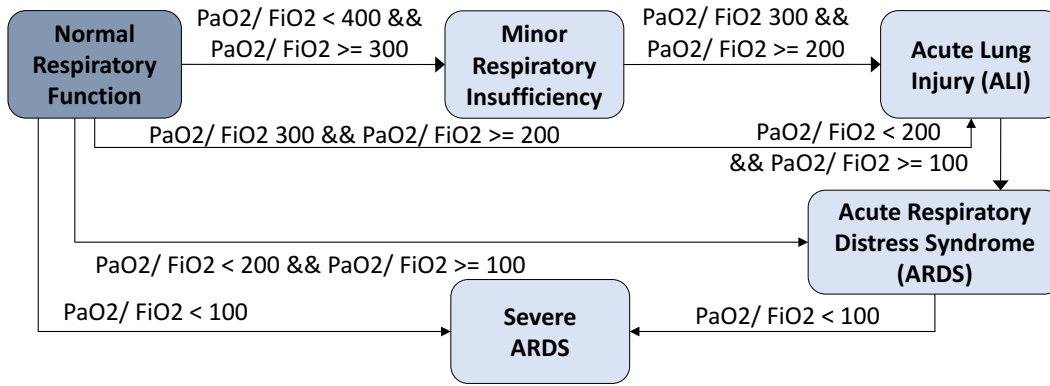 PaO2/ FiO2 < 400 &&
PaO2/ FiO2 >= 300
PaO2/ FiO2 300 &&
PaO2/ FiO2 >= 200
Normal
Respiratory
Function
Minor
Respiratory
Insufficiency
Acute Lung
Injury (ALI)
PaO2/ FiO2 300 && PaO2/ FiO2 >= 200
PaO2/ FiO2 < 200
&& PaO2/ FiO2 >= 100
Acute Respiratory
Distress Syndrome
(ARDS)
PaO2/ FiO2 < 200 && PaO2/ FiO2 >= 100
PaO2/ FiO2 < 100
Severe
ARDS
PaO2/ FiO2 < 100